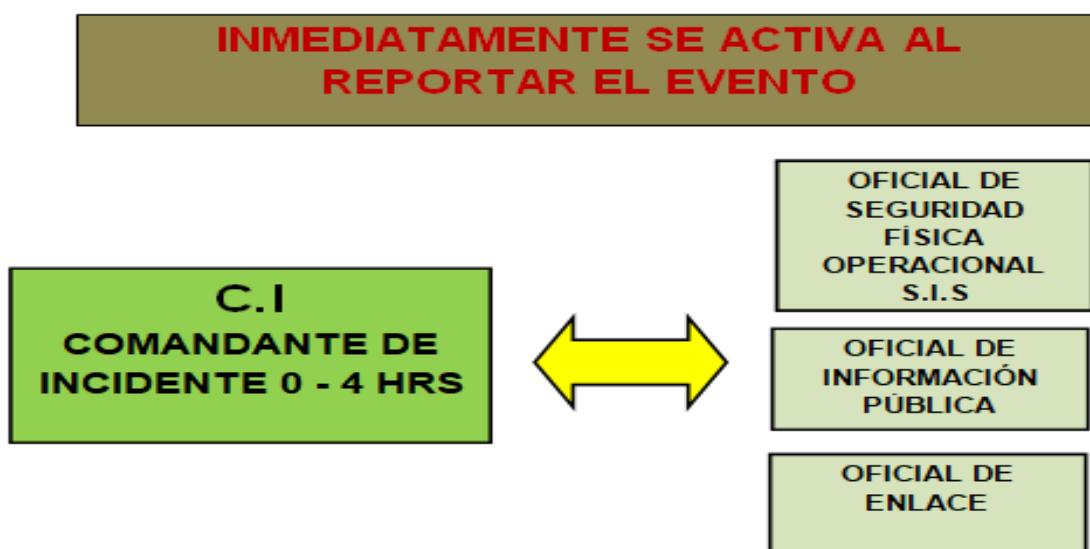 INMEDIATAMENTE SE ACTIVA AL
REPORTAR EL EVENTO
C.I
COMANDANTE DE
INCIDENTE 0 - 4 HRS
OFICIAL DE
SEGURIDAD
FÍSICA
OPERACIONAL
S.I.S
OFICIAL DE
INFORMACIÓN
PÚBLICA
OFICIAL DE
ENLACE